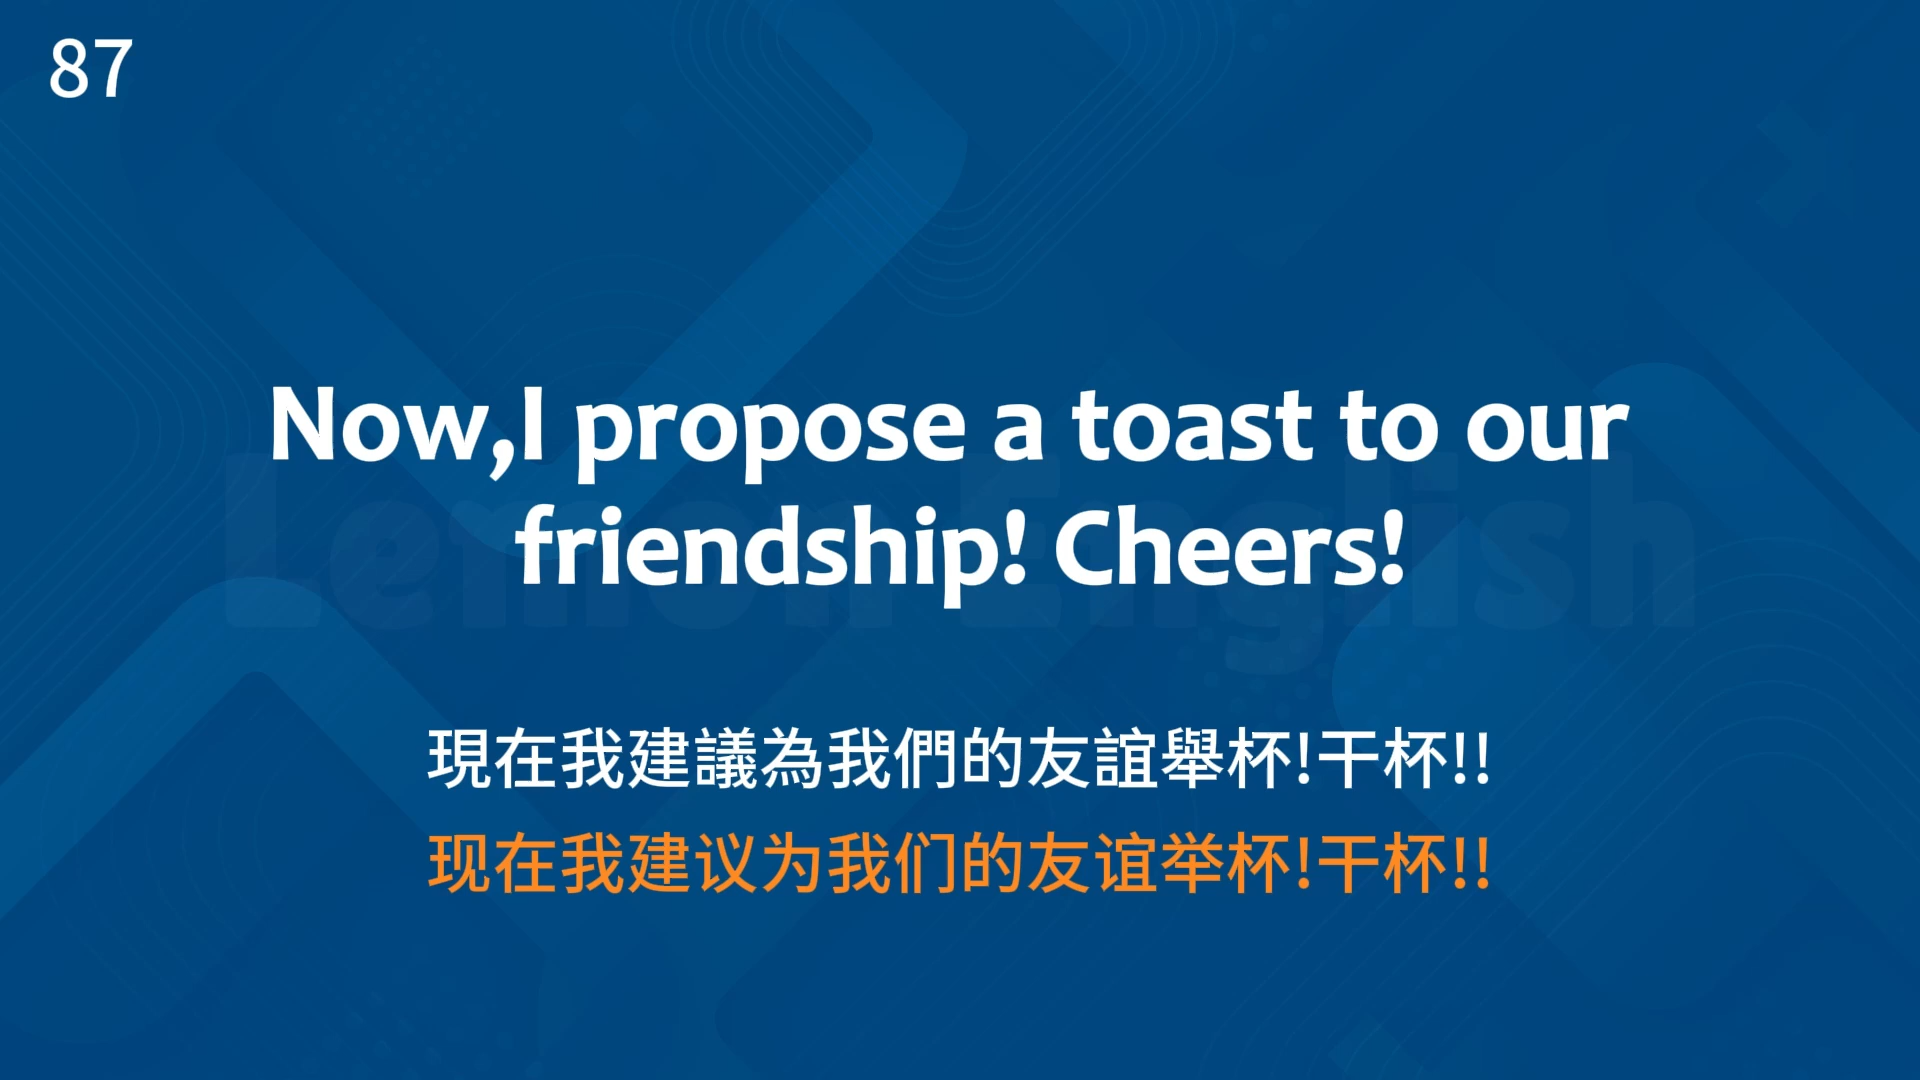 87
Now,I propose a toast to our
friendship! Cheers!
Lemon English
現在我建議為我們的友誼舉杯!干杯!!
现在我建议为我们的友谊举杯!干杯!!